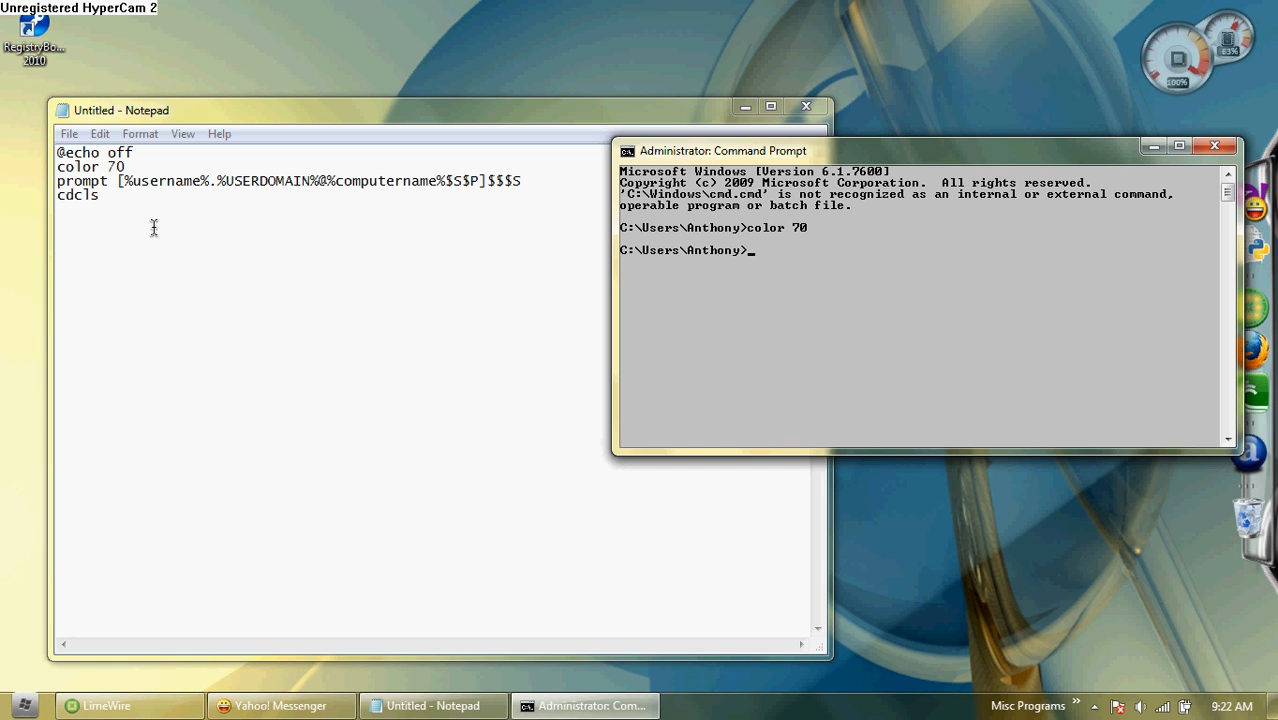 Unregistered HyperCam 2
RegistryBo...
2010
63%
100%
Untitled - Notepad
File Edit Format View Help
@echo off
color 70
prompt [%username%.%USERDOMAIN%@%computername%$S$P]$$$S
cdcls
Administrator: Command Prompt
Microsoft Windows [Version 6.1.7600]
Copyright (c) 2009 Microsoft Corporation.  All rights reserved.
'C:\Windows\cmd.cmd' is not recognized as an internal or external command,
operable program or batch file.
C:\Users\Anthony>color 70
C:\Users\Anthony>_
LimeWire
Yahoo! Messenger
Untitled - Notepad
Administrator: Com...
Misc Programs
9:22 AM